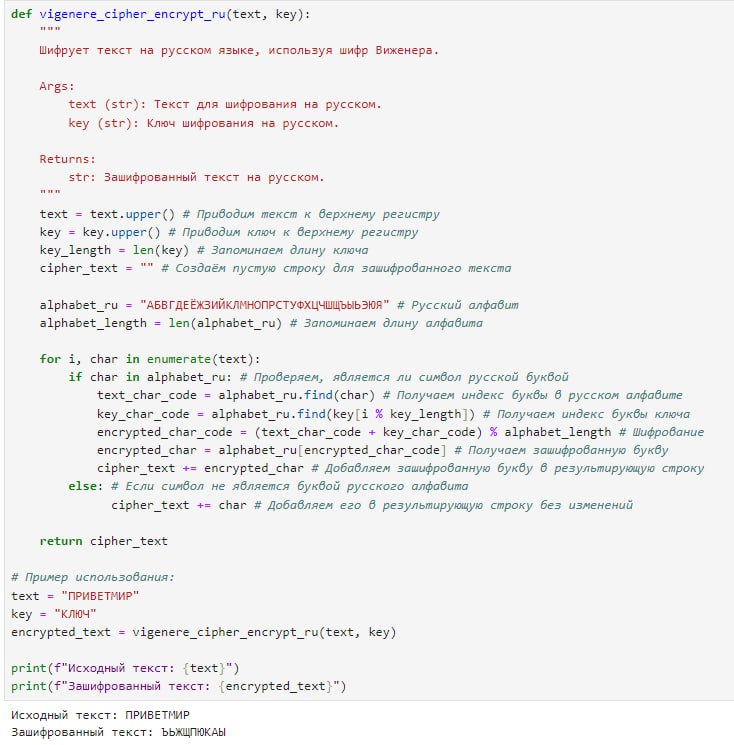 def vigenere_cipher_encrypt_ru(text, key):
    """
    Шифрует текст на русском языке, используя шифр Виженера.

    Args:
        text (str): Текст для шифрования на русском.
        key (str): Ключ шифрования на русском.

    Returns:
        str: Зашифрованный текст на русском.
    """
    text = text.upper() # Приводим текст к верхнему регистру
    key = key.upper() # Приводим ключ к верхнему регистру
    key_length = len(key) # Запоминаем длину ключа
    cipher_text = "" # Создаём пустую строку для зашифрованного текста

    alphabet_ru = "АБВГДЕЁЖЗИЙКЛМНОПРСТУФХЦЧШЩЪЫЬЭЮЯ" # Русский алфавит
    alphabet_length = len(alphabet_ru) # Запоминаем длину алфавита

    for i, char in enumerate(text):
        if char in alphabet_ru: # Проверяем, является ли символ русской буквой
            text_char_code = alphabet_ru.find(char) # Получаем индекс буквы в русском алфавите
            key_char_code = alphabet_ru.find(key[i % key_length]) # Получаем индекс буквы ключа
            encrypted_char_code = (text_char_code + key_char_code) % alphabet_length # Шифрование
            encrypted_char = alphabet_ru[encrypted_char_code] # Получаем зашифрованную букву
            cipher_text += encrypted_char # Добавляем зашифрованную букву в результирующую строку
        else: # Если символ не является буквой русского алфавита
              cipher_text += char # Добавляем его в результирующую строку без изменений

    return cipher_text

# Пример использования:
text = "ПРИВЕТМИР"
key = "КЛЮЧ"
encrypted_text = vigenere_cipher_encrypt_ru(text, key)

print(f"Исходный текст: {text}")
print(f"Зашифрованный текст: {encrypted_text}")

Исходный текст: ПРИВЕТМИР
Зашифрованный текст: ЪЬЖЩПЮКАЫ